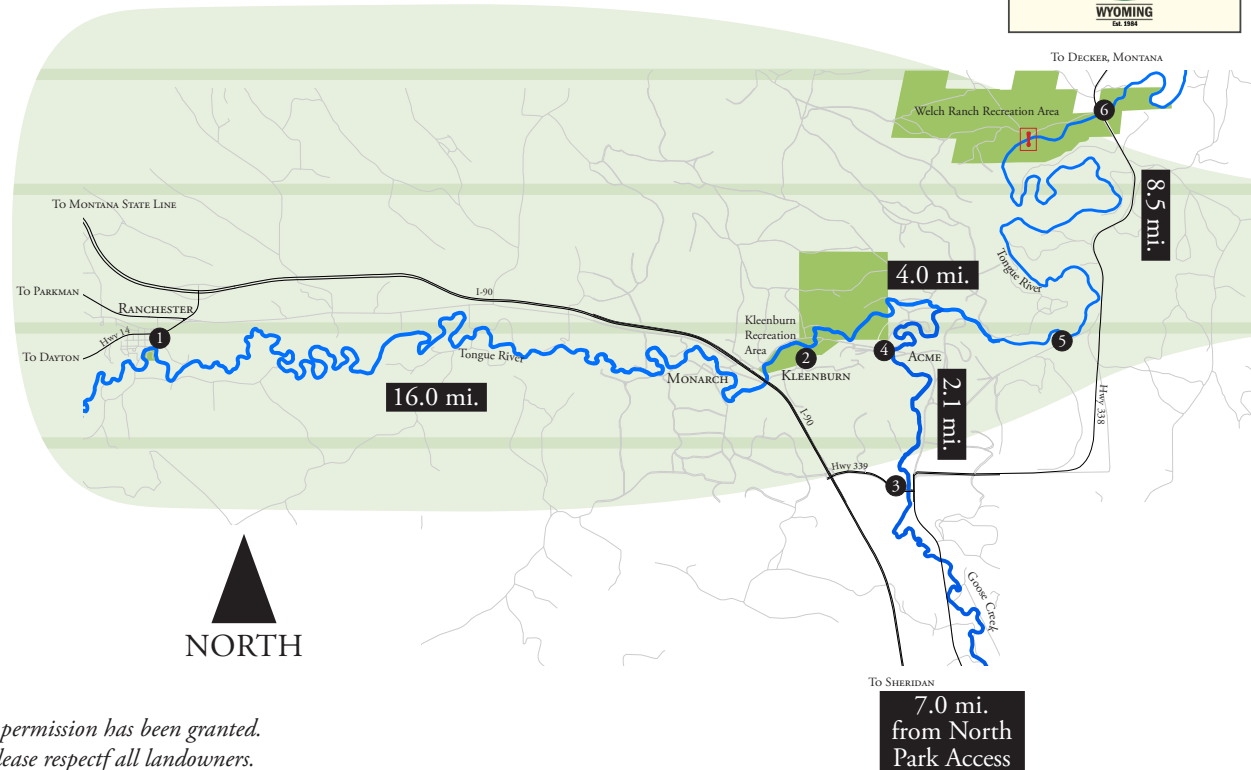 WYOMING
Est. 1984
To Decker, Montana
6
Welch Ranch Recreation Area
!
8.5 mi.
To Montana State Line
To Parkman
Ranchester
1
Hwy 14
To Dayton
I-90
Tongue River
16.0 mi.
Monarch
Kleenburn
Recreation
Area
2
Kleenburn
4.0 mi.
4
Acme
2.1 mi.
Tongue River
5
Hwy 338
I-90
Hwy 339
3
Goose Creek
NORTH
To Sheridan
7.0 mi.
from North
Park Access
permission has been granted.
lease respectf all landowners.